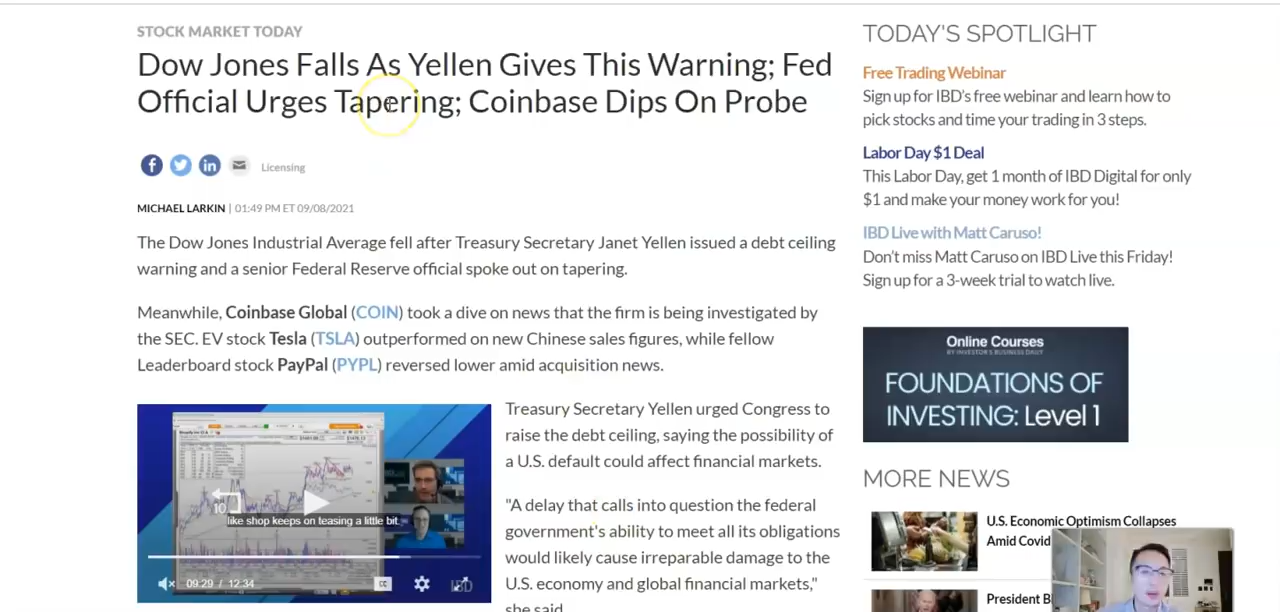 STOCK MARKET TODAY
Dow Jones Falls As Yellen Gives This Warning; Fed
Official Urges Tapering; Coinbase Dips On Probe
Licensing
MICHAEL LARKIN | 01:49 PM ET 09/08/2021
The Dow Jones Industrial Average fell after Treasury Secretary Janet Yellen issued a debt ceiling
warning and a senior Federal Reserve official spoke out on tapering.
Meanwhile, Coinbase Global (COIN) took a dive on news that the firm is being investigated by
the SEC. EV stock Tesla (TSLA) outperformed on new Chinese sales figures, while fellow
Leaderboard stock PayPal (PYPL) reversed lower amid acquisition news.
10
like shop keeps on teasing a little bit.
09:29 / 12:34
CC
IBD
Treasury Secretary Yellen urged Congress to
raise the debt ceiling, saying the possibility of
a U.S. default could affect financial markets.
"A delay that calls into question the federal
government's ability to meet all its obligations
would likely cause irreparable damage to the
U.S. economy and global financial markets,"
she said
TODAY'S SPOTLIGHT
Free Trading Webinar
Sign up for IBD's free webinar and learn how to
pick stocks and time your trading in 3 steps.
Labor Day $1 Deal
This Labor Day, get 1 month of IBD Digital for only
$1 and make your money work for you!
IBD Live with Matt Caruso!
Don't miss Matt Caruso on IBD Live this Friday!
Sign up for a 3-week trial to watch live.
Online Courses
BY INVESTOR'S BUSINESS DAILY
FOUNDATIONS OF
INVESTING: Level 1
MORE NEWS
U.S. Economic Optimism Collapses
Amid Covid
President